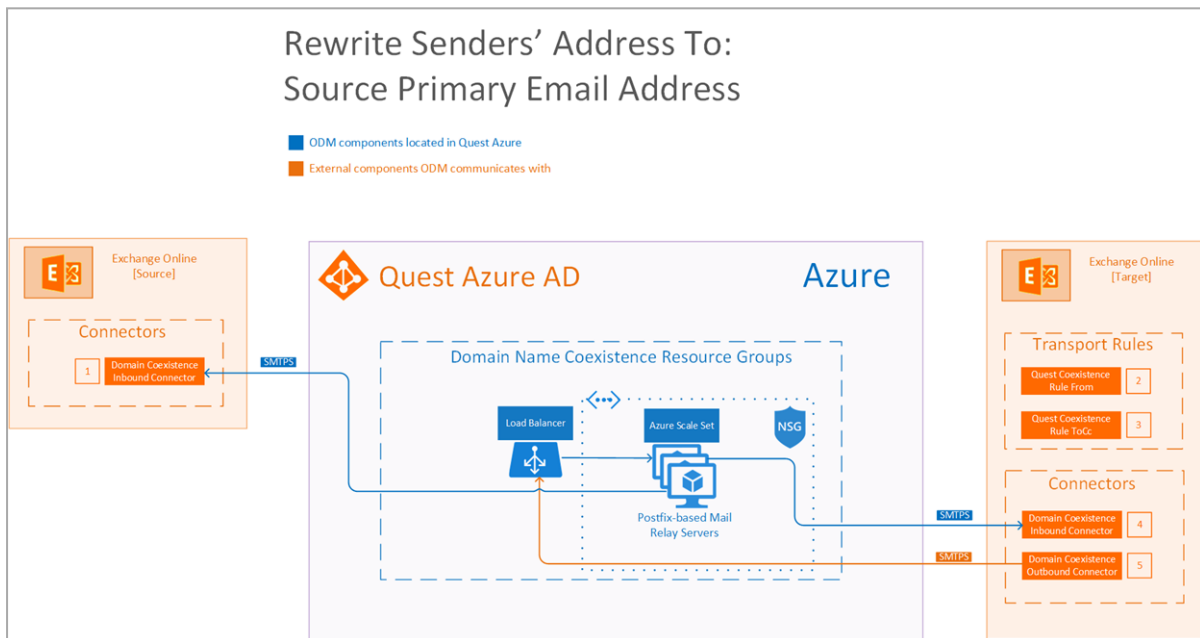 Rewrite Senders’ Address To:
Source Primary Email Address
ODM components located in Quest Azure
External components ODM communicates with
Exchange Online
[Source]
Connectors
1
Domain Coexistence
Inbound Connector
SMTPS
Quest Azure AD
Azure
Domain Name Coexistence Resource Groups
Load Balancer
Azure Scale Set
NSG
Postfix-based Mail
Relay Servers
SMTPS
SMTPS
Exchange Online
[Target]
Transport Rules
Quest Coexistence
Rule From
2
Quest Coexistence
Rule ToCc
3
Connectors
Domain Coexistence
Inbound Connector
4
Domain Coexistence
Outbound Connector
5